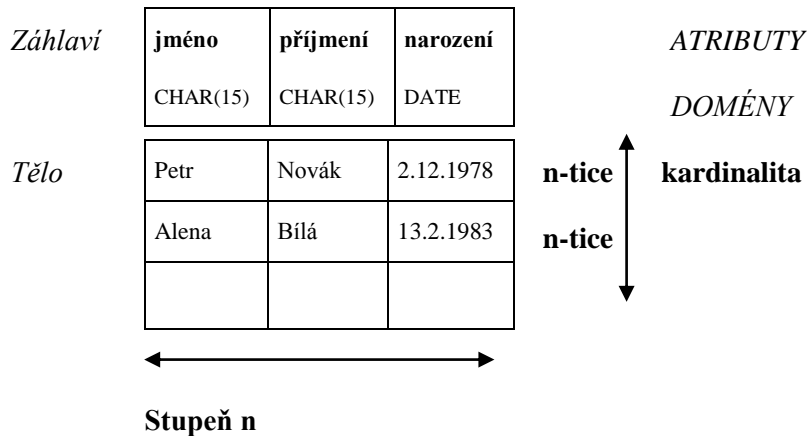 Záhlaví jméno příjmení narození ATRIBUTY
CHAR(15) CHAR(15) DATE DOMÉNY
Tělo Petr Novák 2.12.1978 n-tice kardinalita
Alena Bílá 13.2.1983 n-tice
Stupeň n